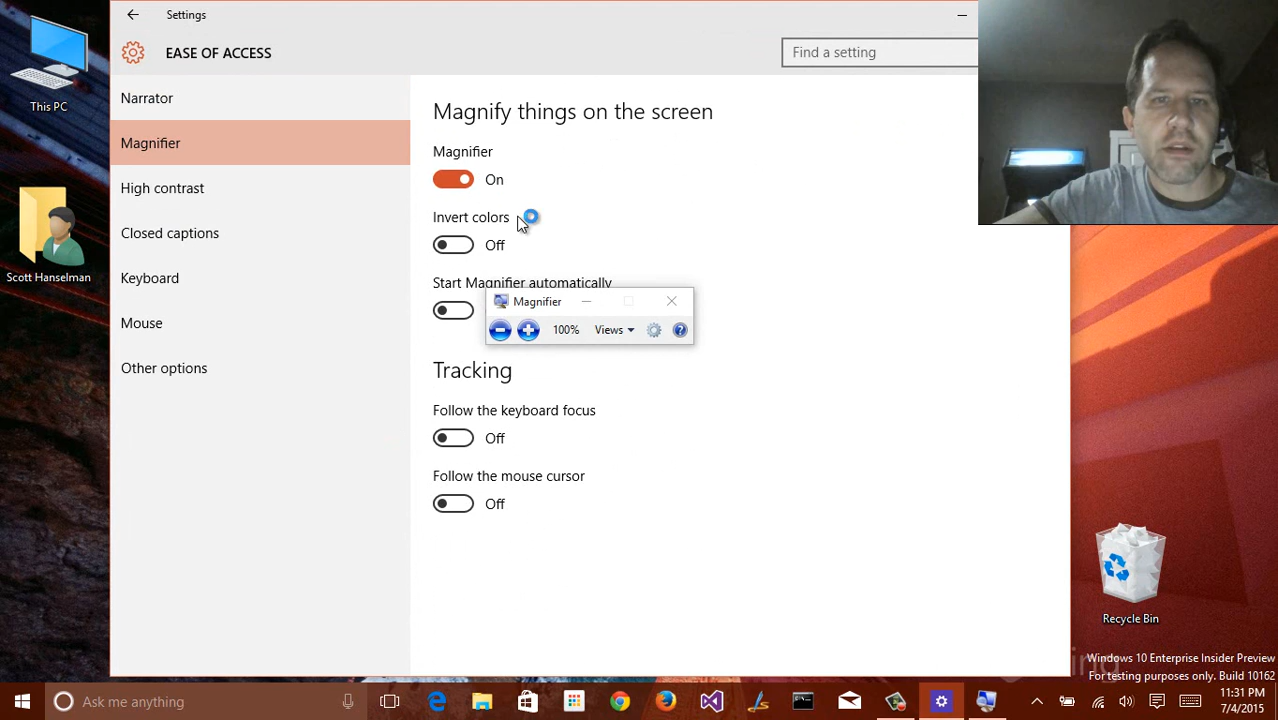 Settings
EASE OF ACCESS
Find a setting
This PC
Scott Hanselman
Narrator
Magnifier
High contrast
Closed captions
Keyboard
Mouse
Other options
Magnify things on the screen
Magnifier
On
Invert colors
Off
Start Magnifier automatically
Magnifier
100% Views
Tracking
Follow the keyboard focus
Off
Follow the mouse cursor
Off
Recycle Bin
Windows 10 Enterprise Insider Preview
For testing purposes only. Build 10162
Ask me anything
11:31 PM
7/4/2015